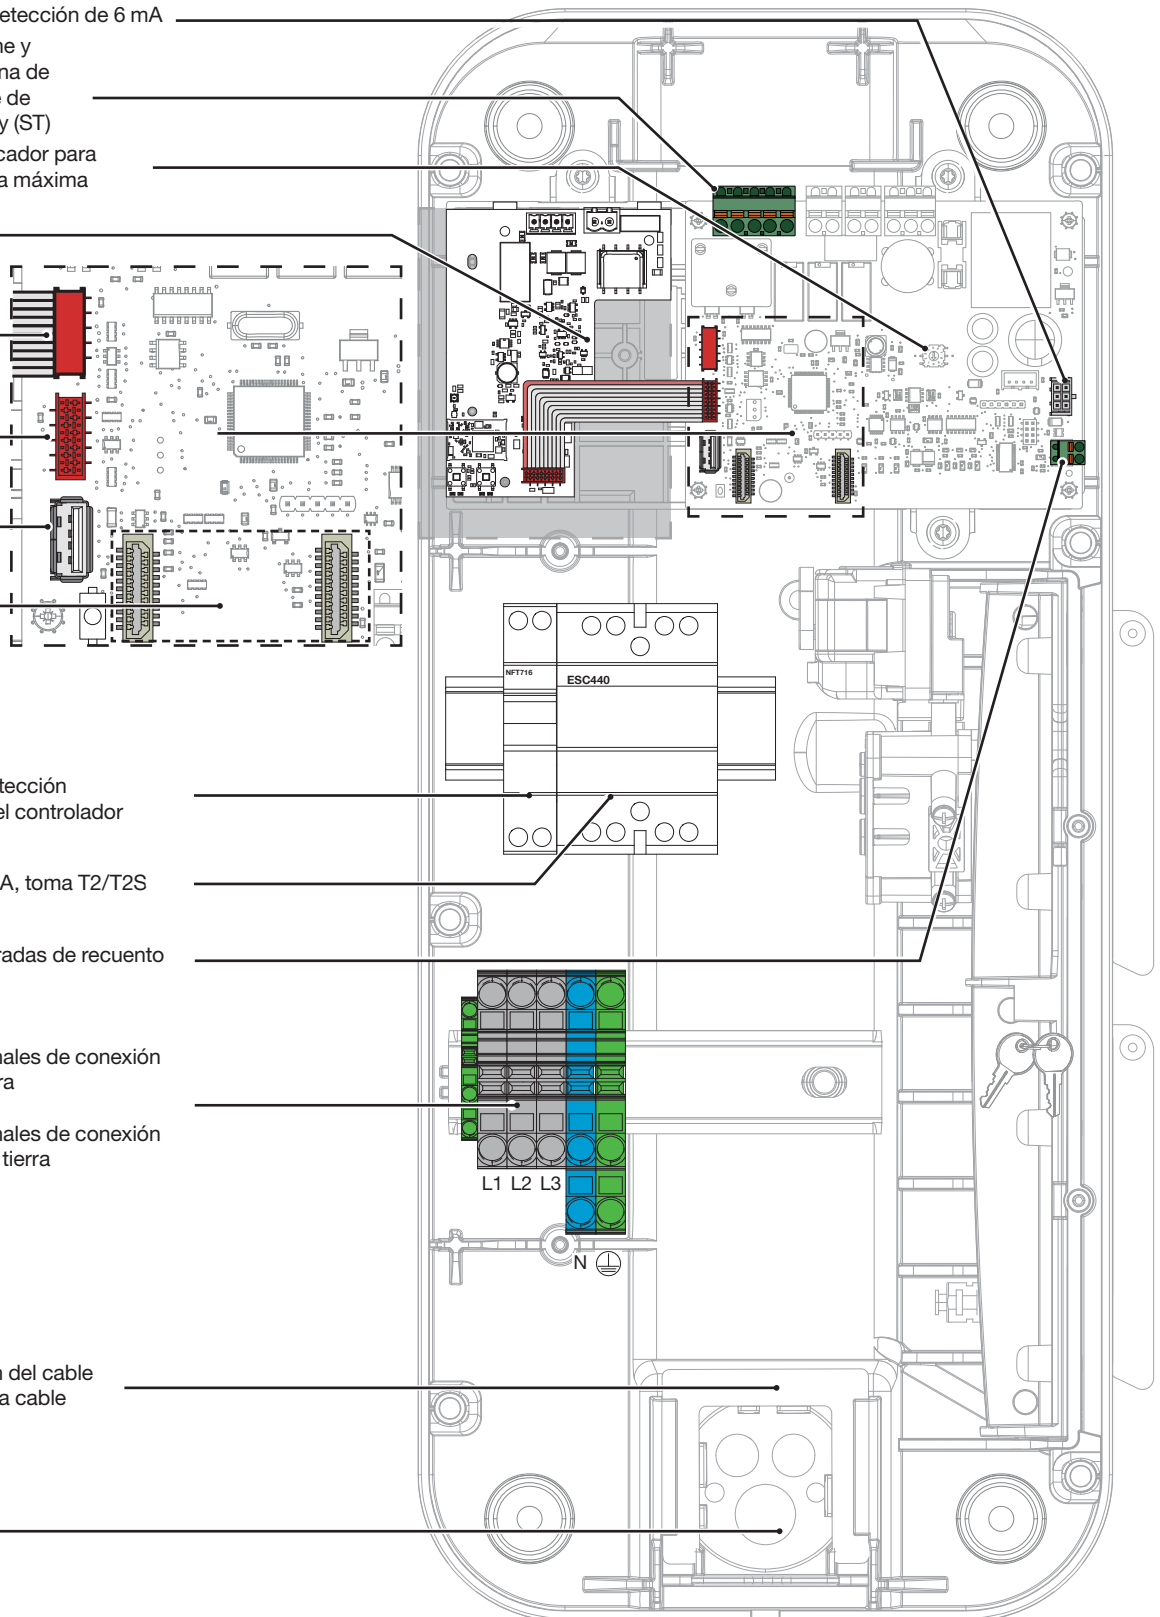 etección de 6 mA
ne y
na de
e de
y (ST)
cador para
a máxima
NFT716
ESC440
tección
el controlador
A, toma T2/T2S
radas de recuento
nales de conexión
ra
nales de conexión
tierra
L1 L2 L3
N
n del cable
a cable